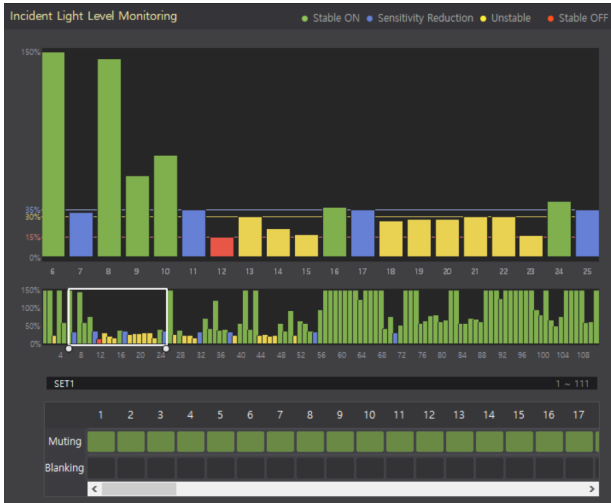 Incident Light Level Monitoring
Stable ON Sensitivity Reduction Unstable Stable OFF
150%
35%
30%
15%
0%
6 7 8 9 10 11 12 13 14 15 16 17 18 19 20 21 22 23 24 25
150%
100%
50%
0%
4 8 12 16 20 24 28 32 36 40 44 48 52 56 60 64 68 72 76 80 84 88 92 96 100 104 108
SET1 1 ~ 111
1 2 3 4 5 6 7 8 9 10 11 12 13 14 15 16 17
Muting
Blanking